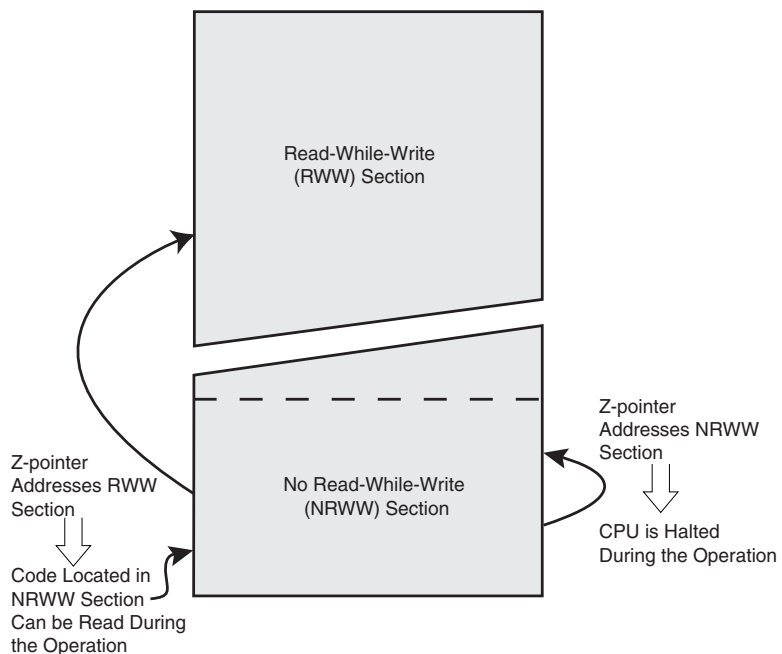 Read-While-Write
(RWW) Section
Z-pointer
Addresses NRWW
Section
CPU is Halted
During the Operation
Z-pointer
Addresses RWW
Section
Code Located in
NRWW Section
Can be Read During
the Operation
No Read-While-Write
(NRWW) Section